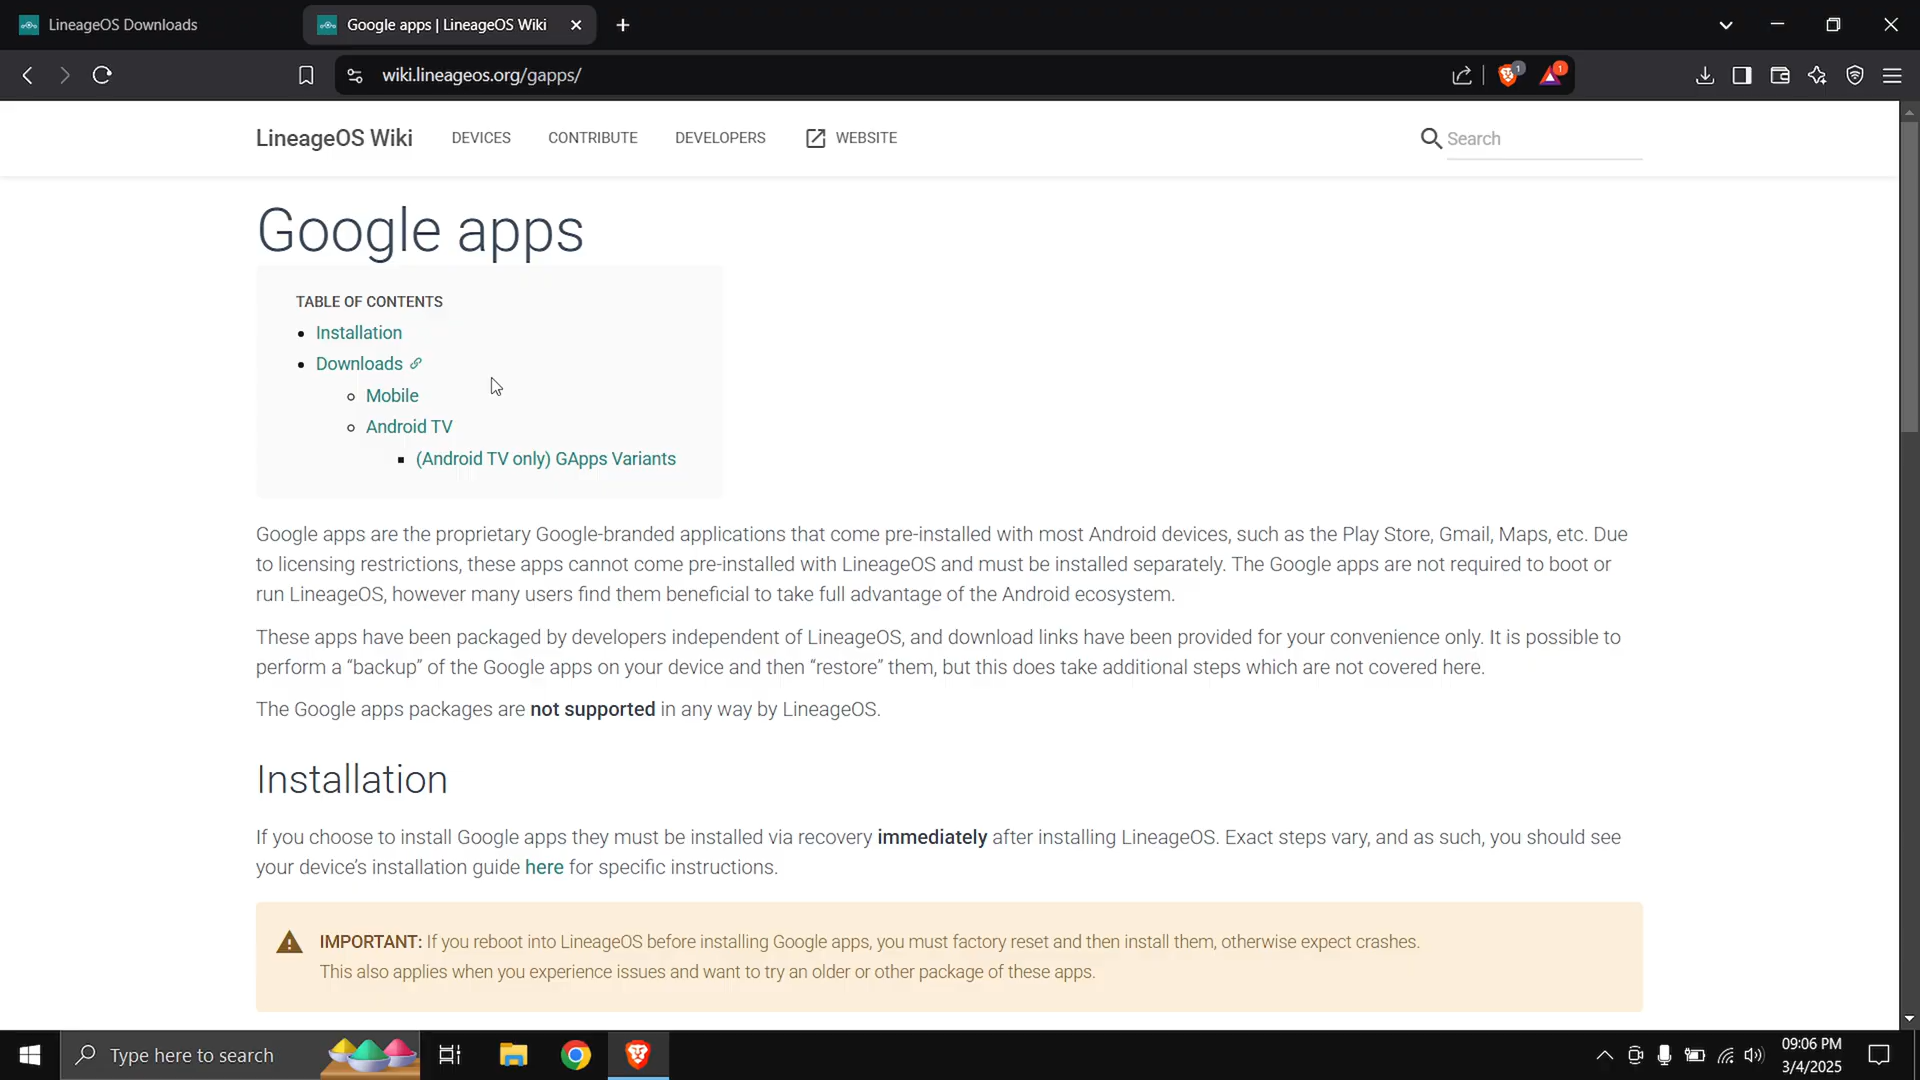 LineageOS Downloads
Google apps | LineageOS Wiki
wiki.lineageos.org/gapps/
1
1
LineageOS Wiki
DEVICES
CONTRIBUTE
DEVELOPERS
WEBSITE
Search
Google apps
TABLE OF CONTENTS
Installation
Downloads
Mobile
Android TV
(Android TV only) GApps Variants
Google apps are the proprietary Google-branded applications that come pre-installed with most Android devices, such as the Play Store, Gmail, Maps, etc. Due
to licensing restrictions, these apps cannot come pre-installed with LineageOS and must be installed separately. The Google apps are not required to boot or
run LineageOS, however many users find them beneficial to take full advantage of the Android ecosystem.
These apps have been packaged by developers independent of LineageOS, and download links have been provided for your convenience only. It is possible to
perform a “backup” of the Google apps on your device and then “restore” them, but this does take additional steps which are not covered here.
The Google apps packages are not supported in any way by LineageOS.
Installation
If you choose to install Google apps they must be installed via recovery immediately after installing LineageOS. Exact steps vary, and as such, you should see
your device’s installation guide here for specific instructions.
IMPORTANT: If you reboot into LineageOS before installing Google apps, you must factory reset and then install them, otherwise expect crashes.
This also applies when you experience issues and want to try an older or other package of these apps.
Type here to search
09:06 PM
3/4/2025